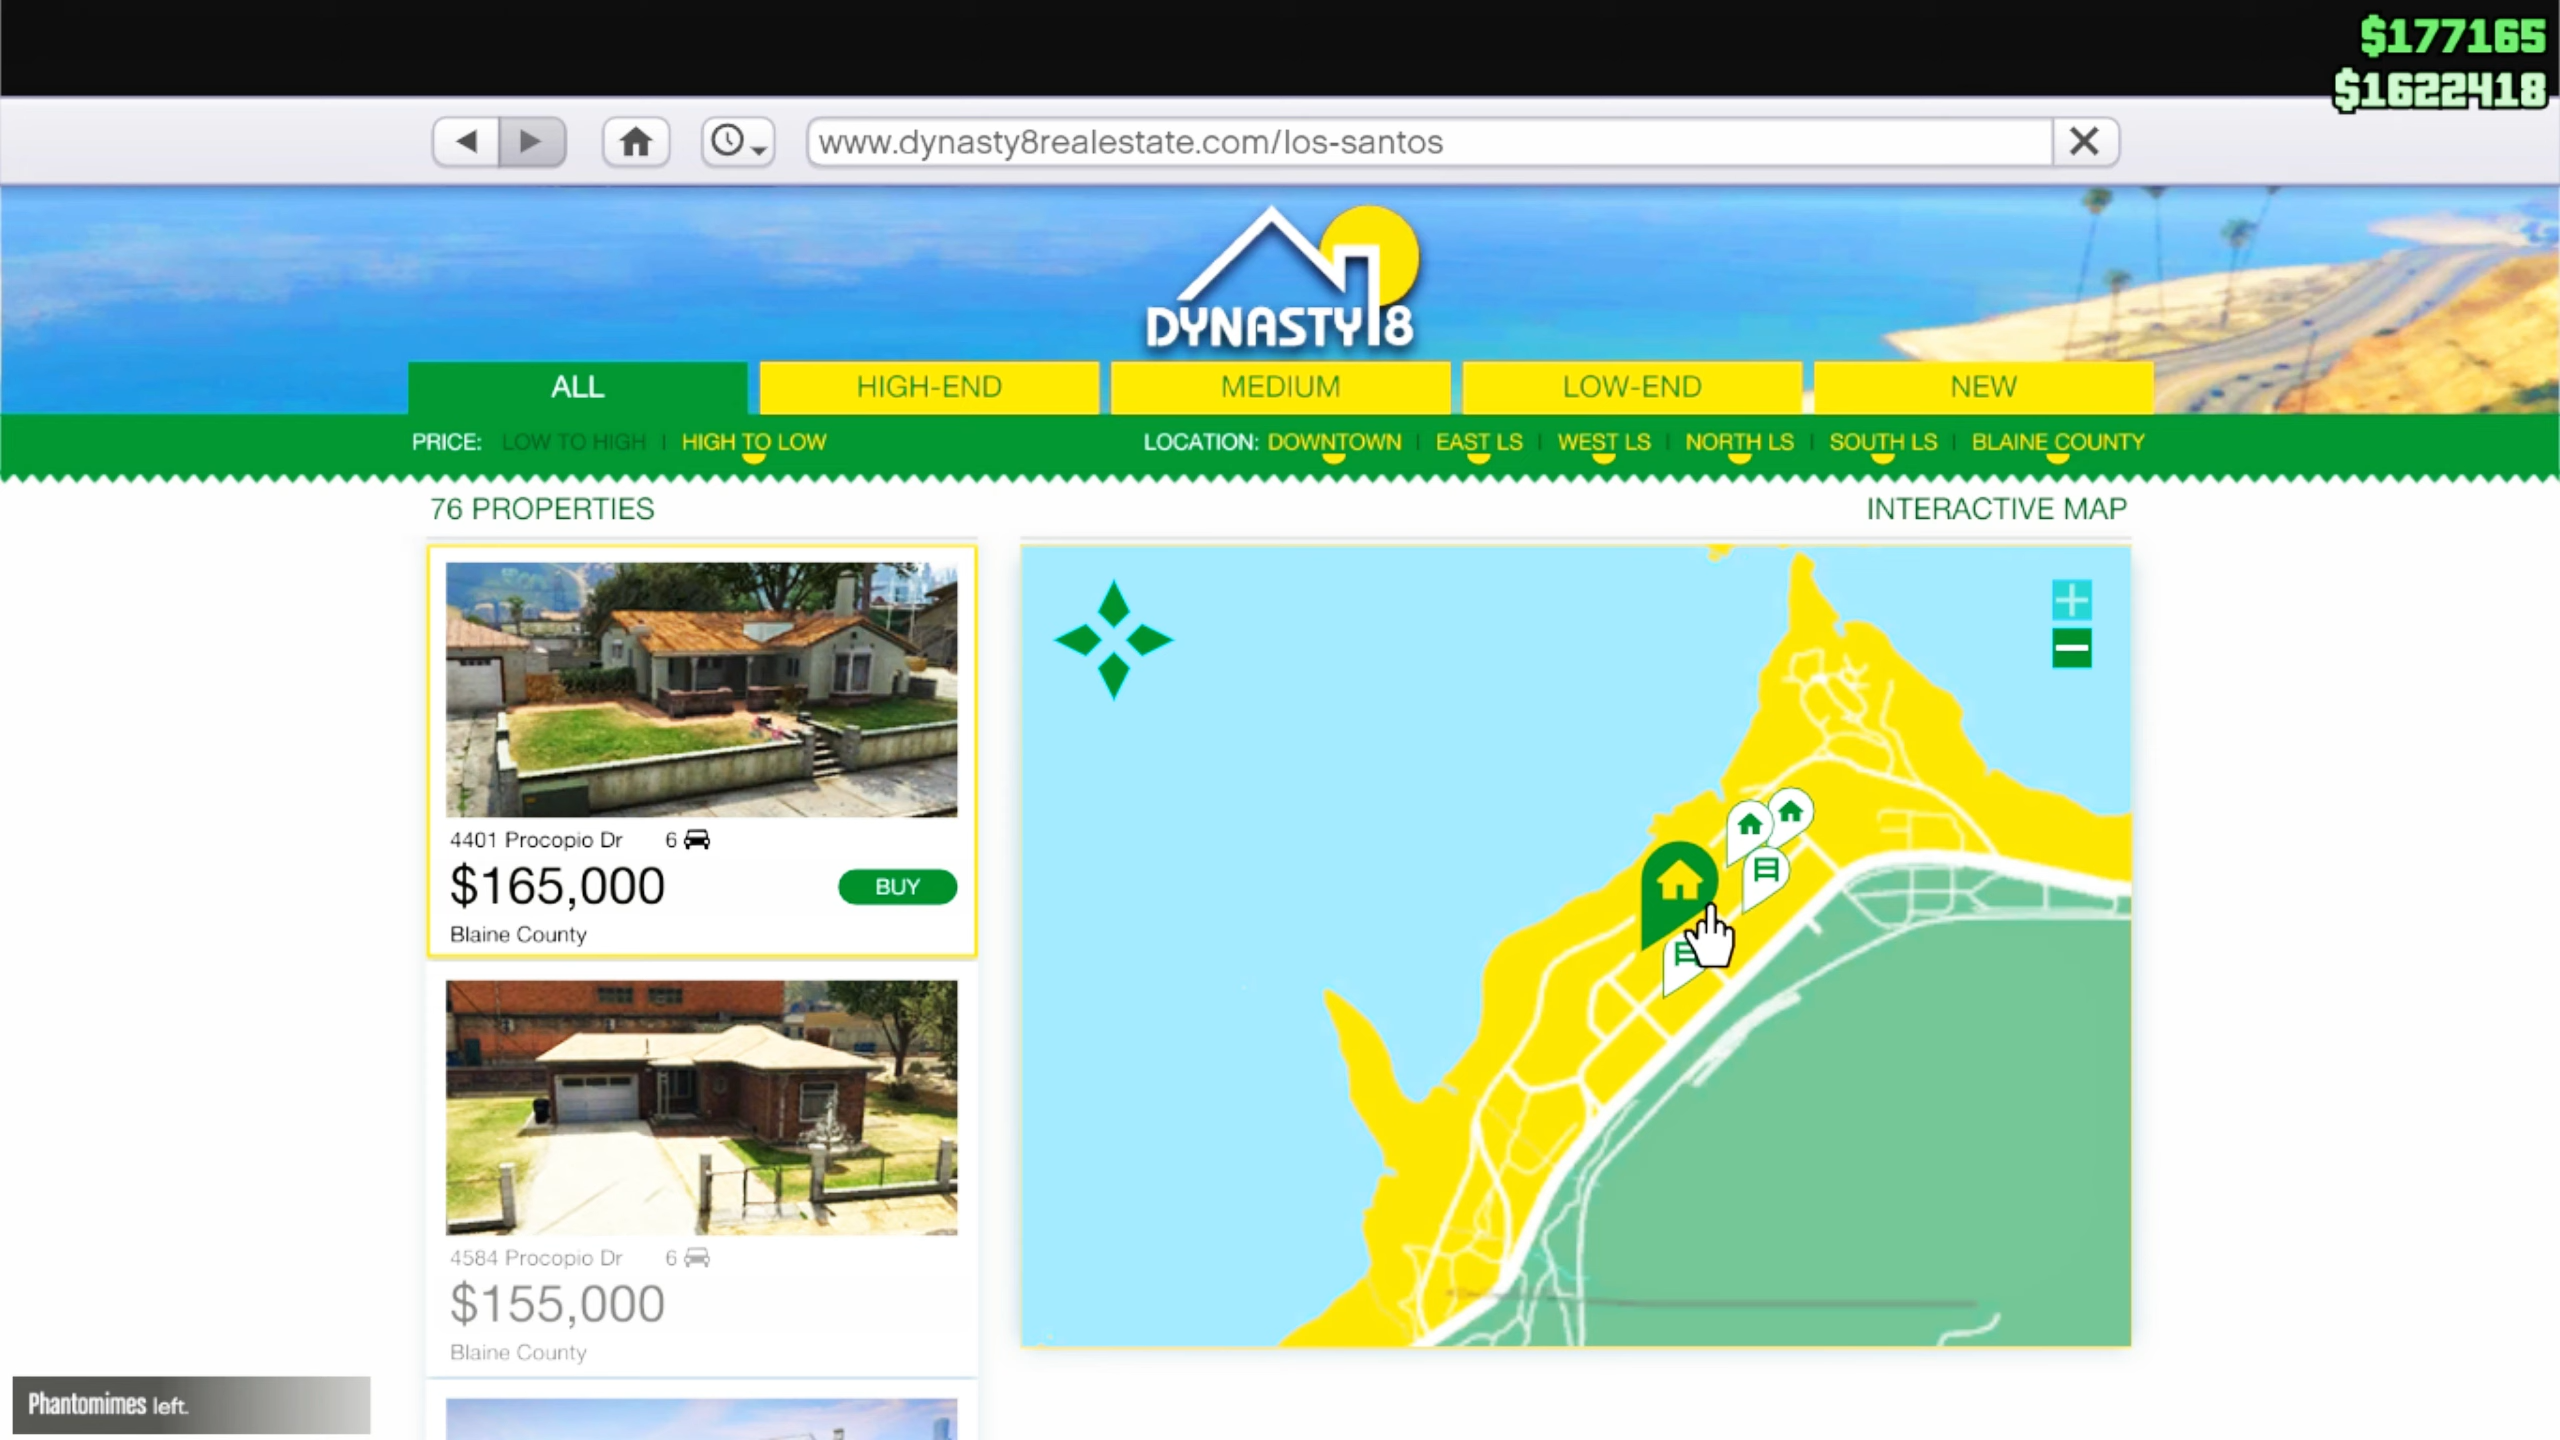 $177165
$1622418
www.dynasty8realestate.com/los-santos
DYNASTY 8
ALL
HIGH-END
MEDIUM
LOW-END
NEW
PRICE: LOW TO HIGH | HIGH TO LOW
LOCATION: DOWNTOWN | EAST LS | WEST LS | NORTH LS | SOUTH LS | BLAINE COUNTY
76 PROPERTIES
INTERACTIVE MAP
4401 Procopio Dr 6
$165,000
BUY
Blaine County
4584 Procopio Dr 6
$155,000
Blaine County
Phantomimes left.